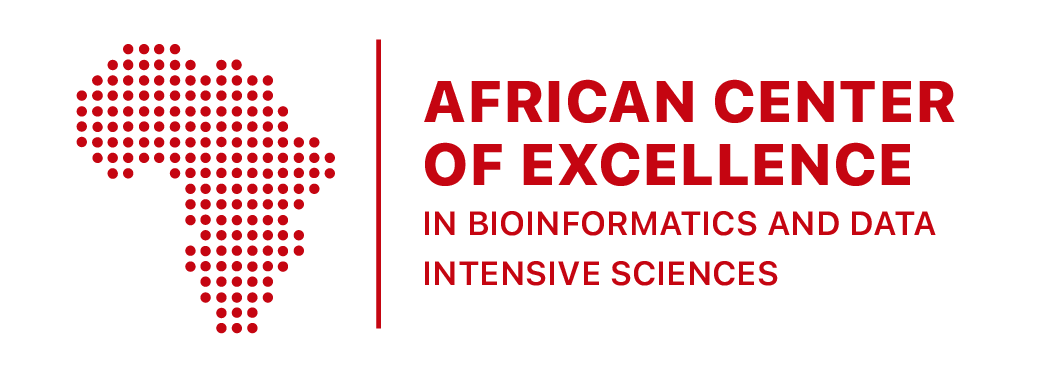 AFRICAN CENTER
OF EXCELLENCE
IN BIOINFORMATICS AND DATA
INTENSIVE SCIENCES